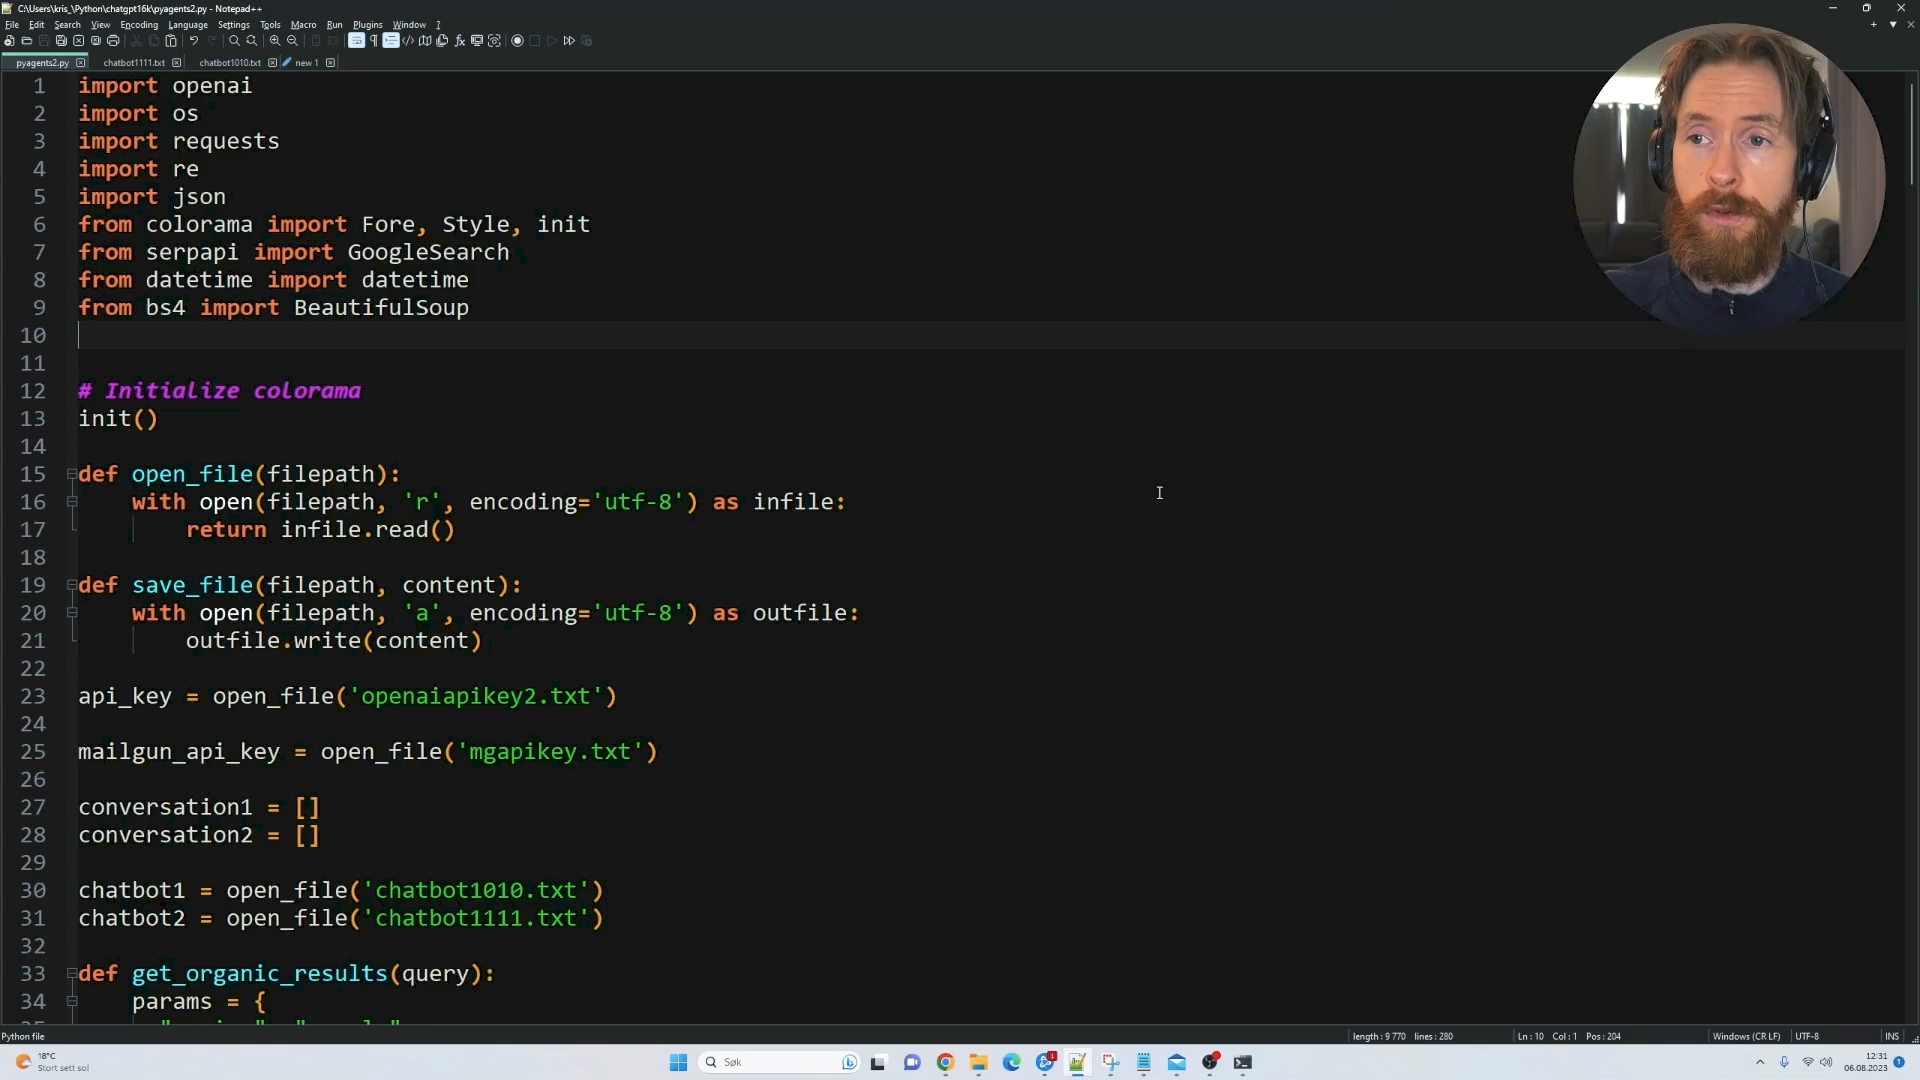 C:\Users\kris_\Python\chatgpt16k\pyagents2.py - Notepad++
File Edit Search View Encoding Language Settings Tools Macro Run Plugins Window ?
pyagents2.py chatbot1111.txt chatbot1010.txt new 1
1 import openai
2 import os
3 import requests
4 import re
5 import json
6 from colorama import Fore, Style, init
7 from serpapi import GoogleSearch
8 from datetime import datetime
9 from bs4 import BeautifulSoup
10
11
12 # Initialize colorama
13 init()
14
15 def open_file(filepath):
16 with open(filepath, 'r', encoding='utf-8') as infile:
17 return infile.read()
18
19 def save_file(filepath, content):
20 with open(filepath, 'a', encoding='utf-8') as outfile:
21 outfile.write(content)
22
23 api_key = open_file('openaiapikey2.txt')
24
25 mailgun_api_key = open_file('mgapikey.txt')
26
27 conversation1 = []
28 conversation2 = []
29
30 chatbot1 = open_file('chatbot1010.txt')
31 chatbot2 = open_file('chatbot1111.txt')
32
33 def get_organic_results(query):
34 params = {
Python file length : 9 770 lines : 280 Ln : 10 Col : 1 Pos : 204 Windows (CR LF) UTF-8 INS
18°C
Stort sett sol
Søk
12:31
06.08.2023